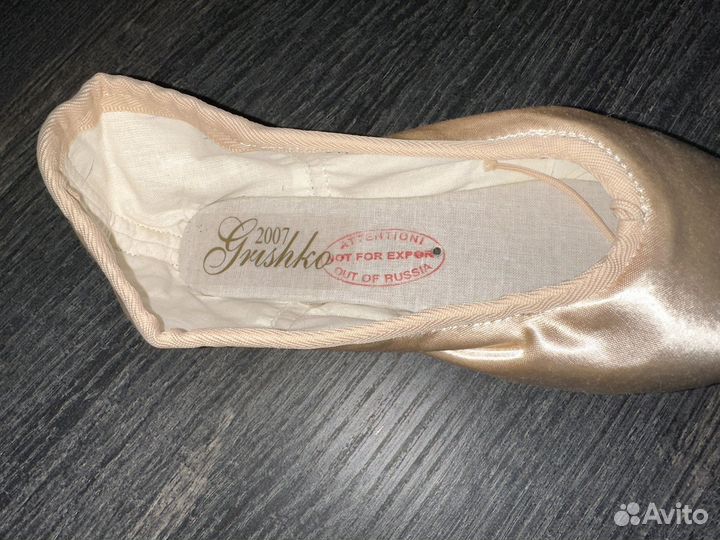 2007
Grishko
ATTENTION!
NOT FOR EXPORT
OUT OF RUSSIA
Avito